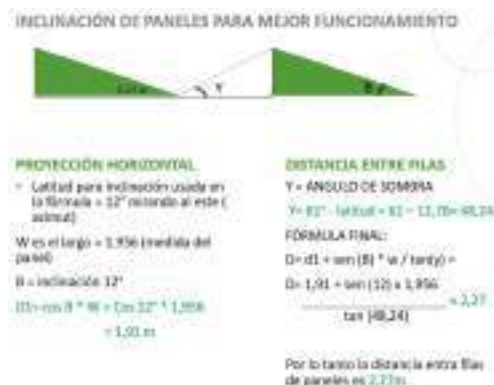 INCLINACIÓN DE PANELES PARA MEJOR FUNCIONAMIENTO
Y
B
PROYECCIÓN HORIZONTAL
• Latitud para inclinación usada en
la fórmula = 12° mirando al este (
azimut)
W es el largo = 1.956 (medida del
panel)
B = inclinación 12°
D1= cos B * W = Cos 12° * 1,956
= 1,91 m
DISTANCIA ENTRE FILAS
Y = ANGULO DE SOMBRA
Y= 61° - latitud = 61 - 12,76= 48,24
FÓRMULA FINAL:
D= d1 + sen (B) * w / tan(y) =
D= 1,91 + sen (12) x 1,956
= 2,27
tan (48,24)
Por lo tanto la distancia entra filas
de paneles es 2,27m